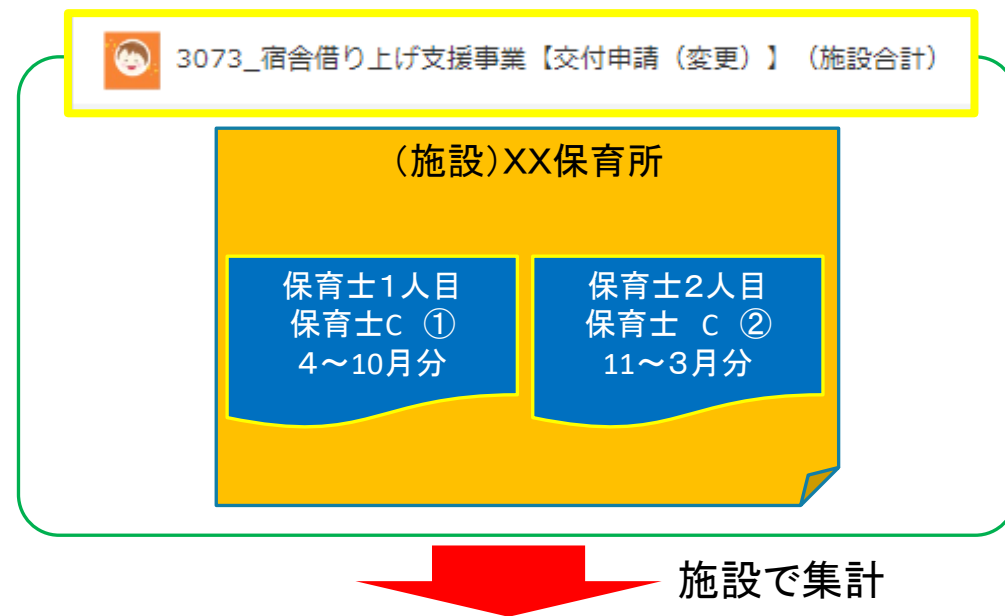 3073_宿舎借り上げ支援事業【交付申請（変更）】（施設合計）
（施設）XX保育所
保育士１人目
保育士C ①
４～10月分
保育士２人目
保育士 C ②
11～３月分
施設で集計